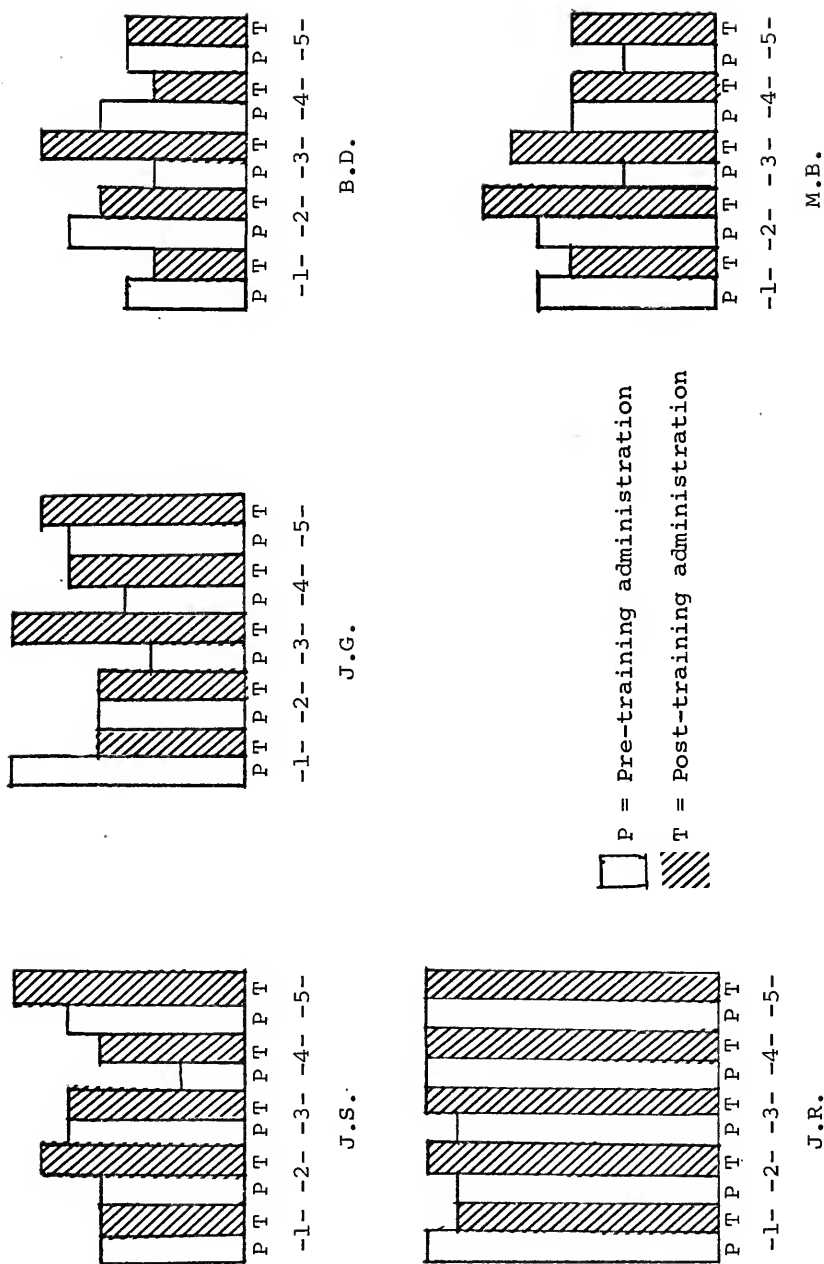 P T P T P T P T P T
-1- -2- -3- -4- -5-
J.S.
P T P T P T P T P T
-1- -2- -3- -4- -5-
J.G.
P T P T P T P T P T
-1- -2- -3- -4- -5-
B.D.
P T P T P T P T P T
-1- -2- -3- -4- -5-
J.R.
P = Pre-training administration
T = Post-training administration
P T P T P T P T P T
-1- -2- -3- -4- -5-
M.B.